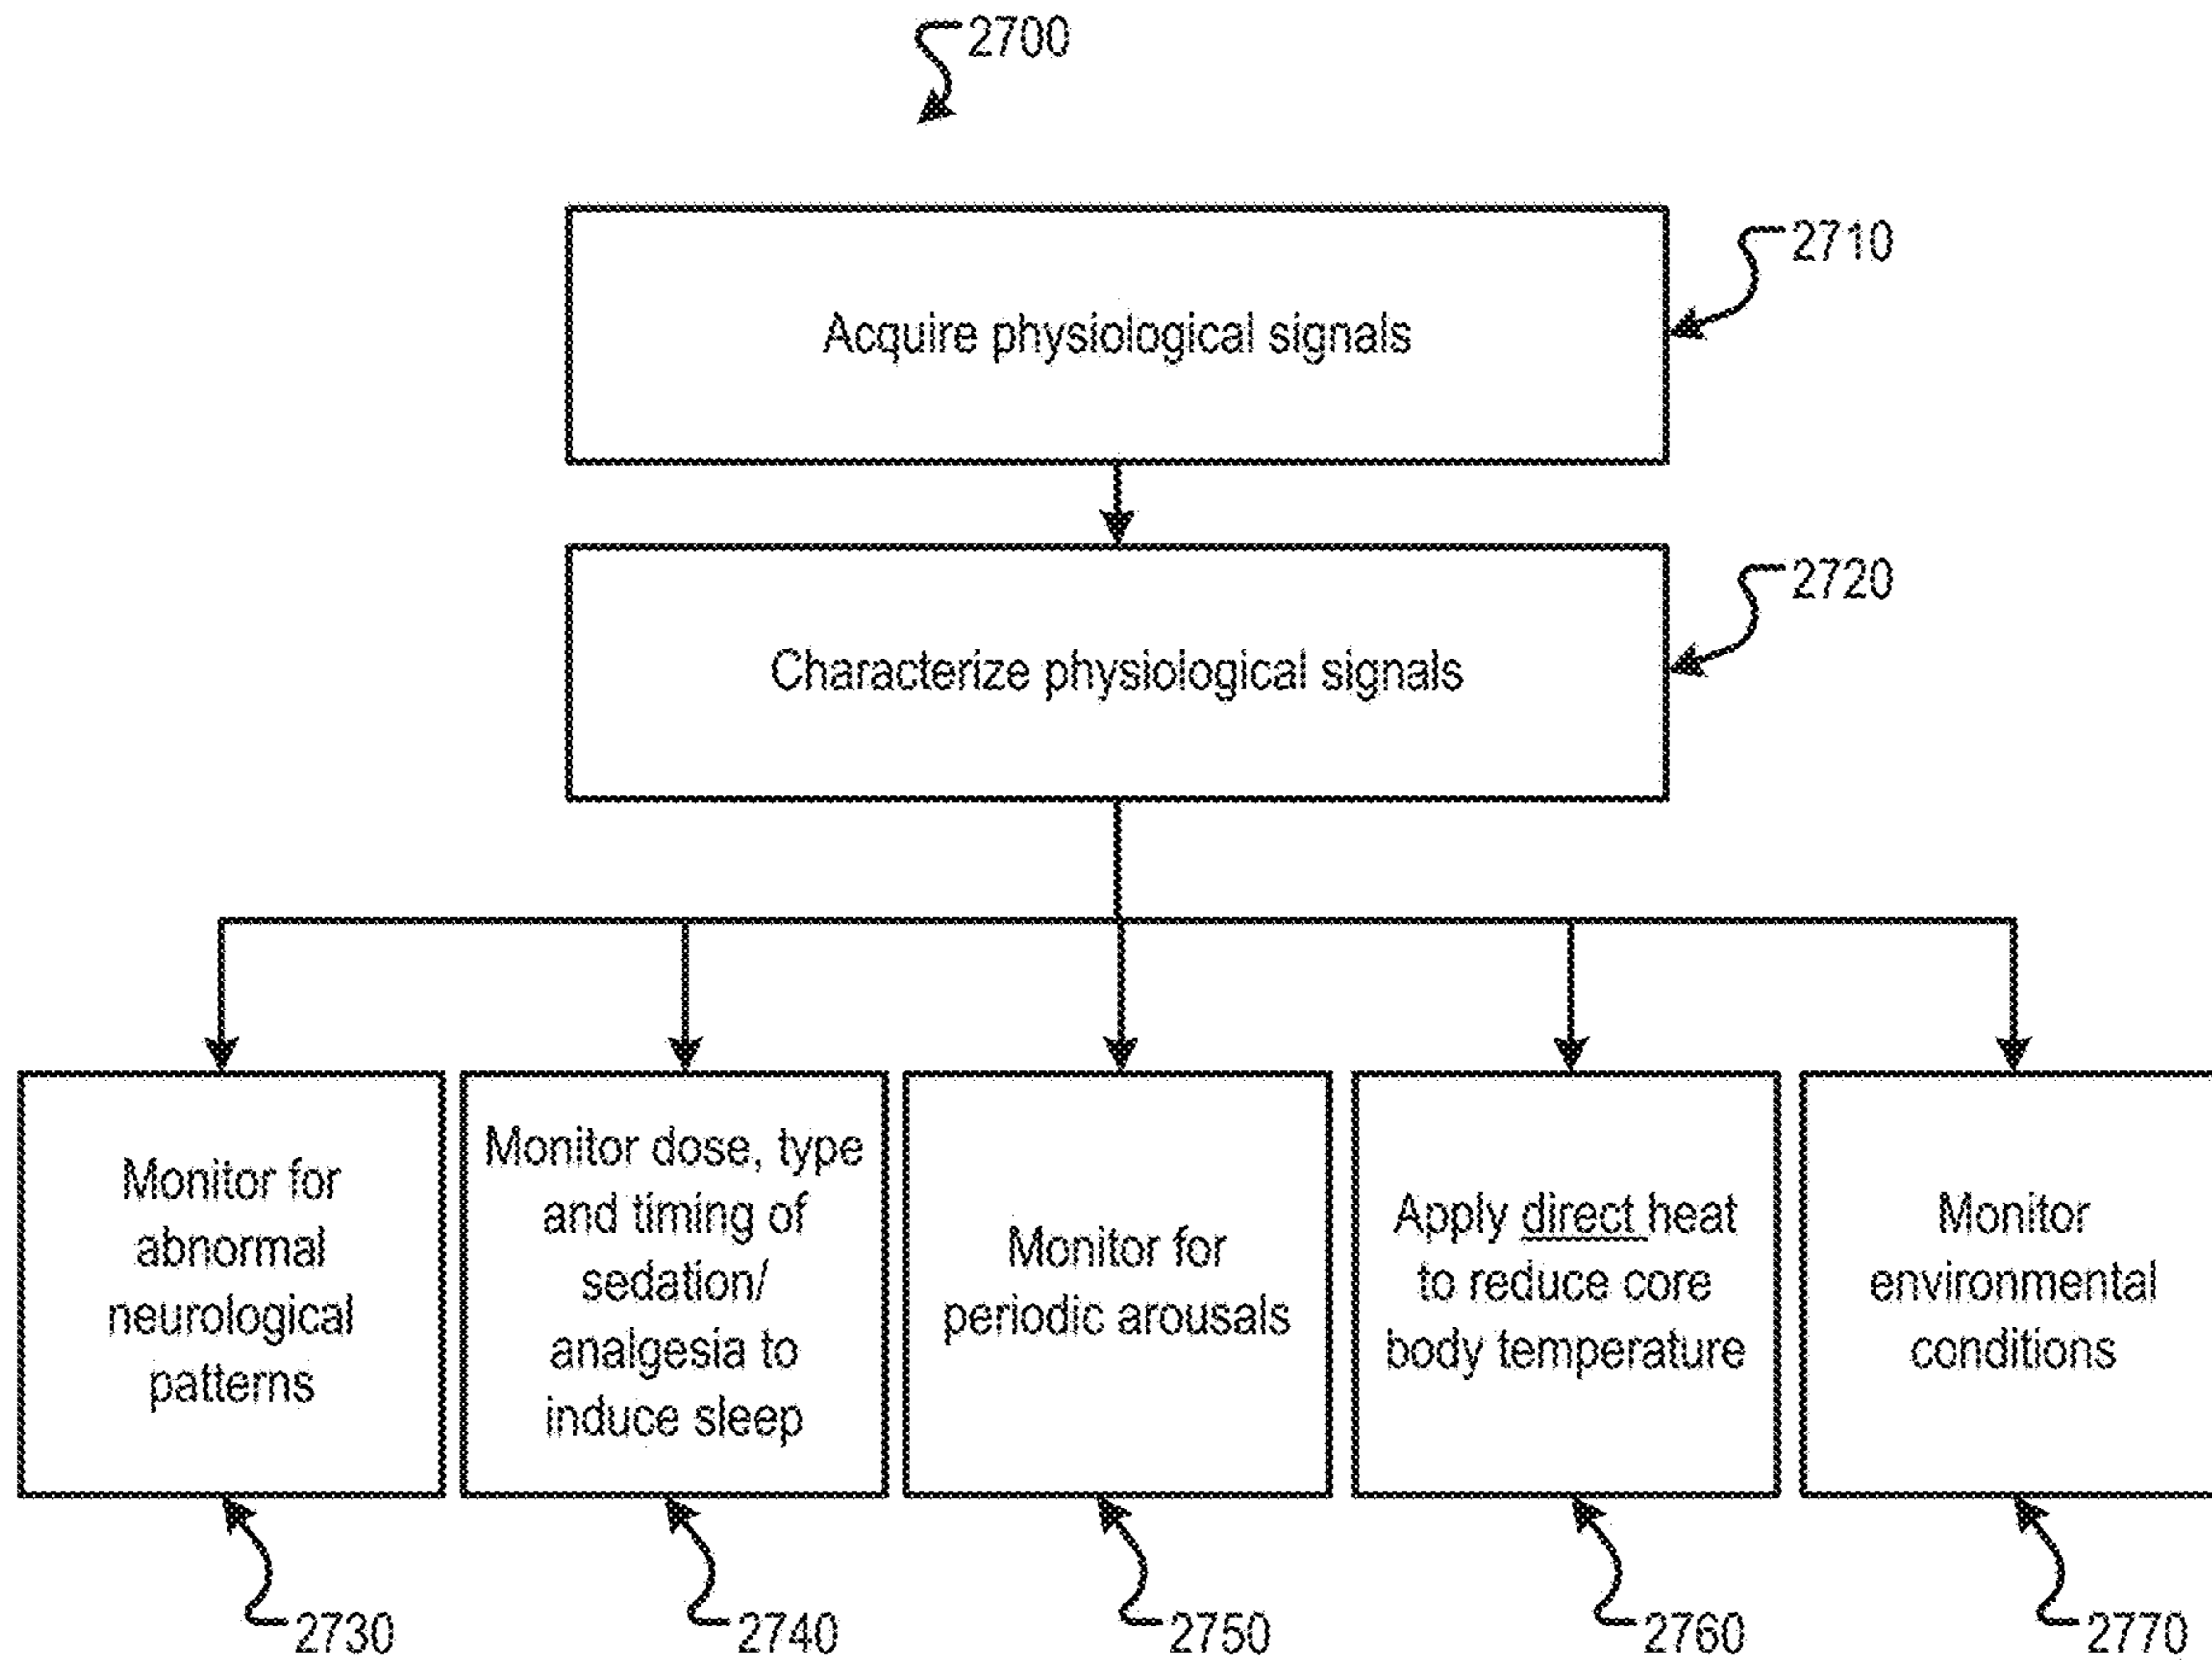 2700
2710
Acquire physiological signals
2720
Characterize physiological signals
Monitor for
abnormal
neurological
patterns
Monitor dose, type
and timing of
sedation/
analgesia to
induce sleep
Monitor for
periodic arousals
Apply direct heat
to reduce core
body temperature
Monitor
environmental
conditions
2730
2740
2750
2760
2770